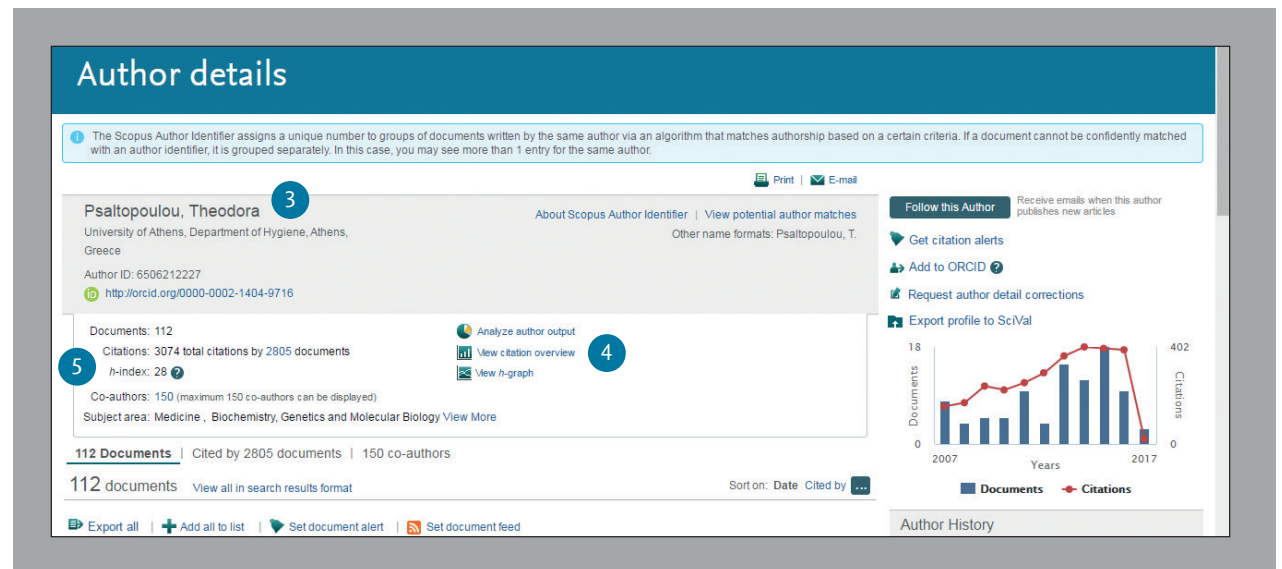 Author details
The Scopus Author Identifier assigns a unique number to groups of documents written by the same author via an algorithm that matches authorship based on a certain criteria. If a document cannot be confidently matched
with an author identifier, it is grouped separately. In this case, you may see more than 1 entry for the same author.
Print | E-mail
3
Psaltopoulou, Theodora
University of Athens, Department of Hygiene, Athens,
Greece
Author ID: 6506212227
iD http://orcid.org/0000-0002-1404-9716
About Scopus Author Identifier | View potential author matches
Other name formats: Psaltopoulou, T.
Follow this Author
Receive emails when this author
publishes new articles
Get citation alerts
Add to ORCID ?
Request author detail corrections
Export profile to SciVal
Documents: 112
Citations: 3074 total citations by 2805 documents
5
h-index: 28 ?
Co-authors: 150 (maximum 150 co-authors can be displayed)
Subject area: Medicine , Biochemistry, Genetics and Molecular Biology View More
Analyze author output
View citation overview
4
View h-graph
18
402
Documents
Citations
0
0
2007
Years
2017
Documents Citations
112 Documents | Cited by 2805 documents | 150 co-authors
112 documents View all in search results format
Sort on: Date Cited by ...
Export all | Add all to list | Set document alert | Set document feed
Author History